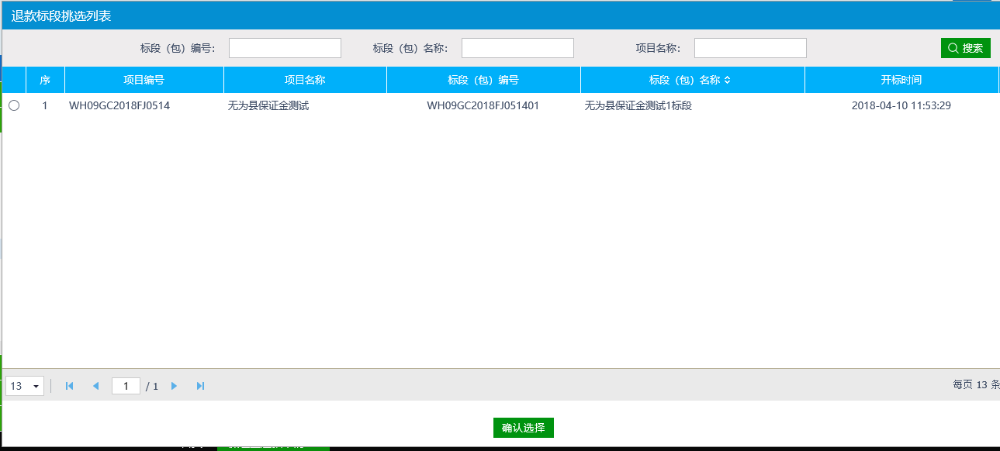 退款标段挑选列表
标段（包）编号： 标段（包）名称： 项目名称： 搜索
序 项目编号 项目名称 标段（包）编号 标段（包）名称 开标时间
1 WH09GC2018FJ0514 无为县保证金测试 WH09GC2018FJ051401 无为县保证金测试1标段 2018-04-10 11:53:29
13 1 / 1 每页 13 条
确认选择